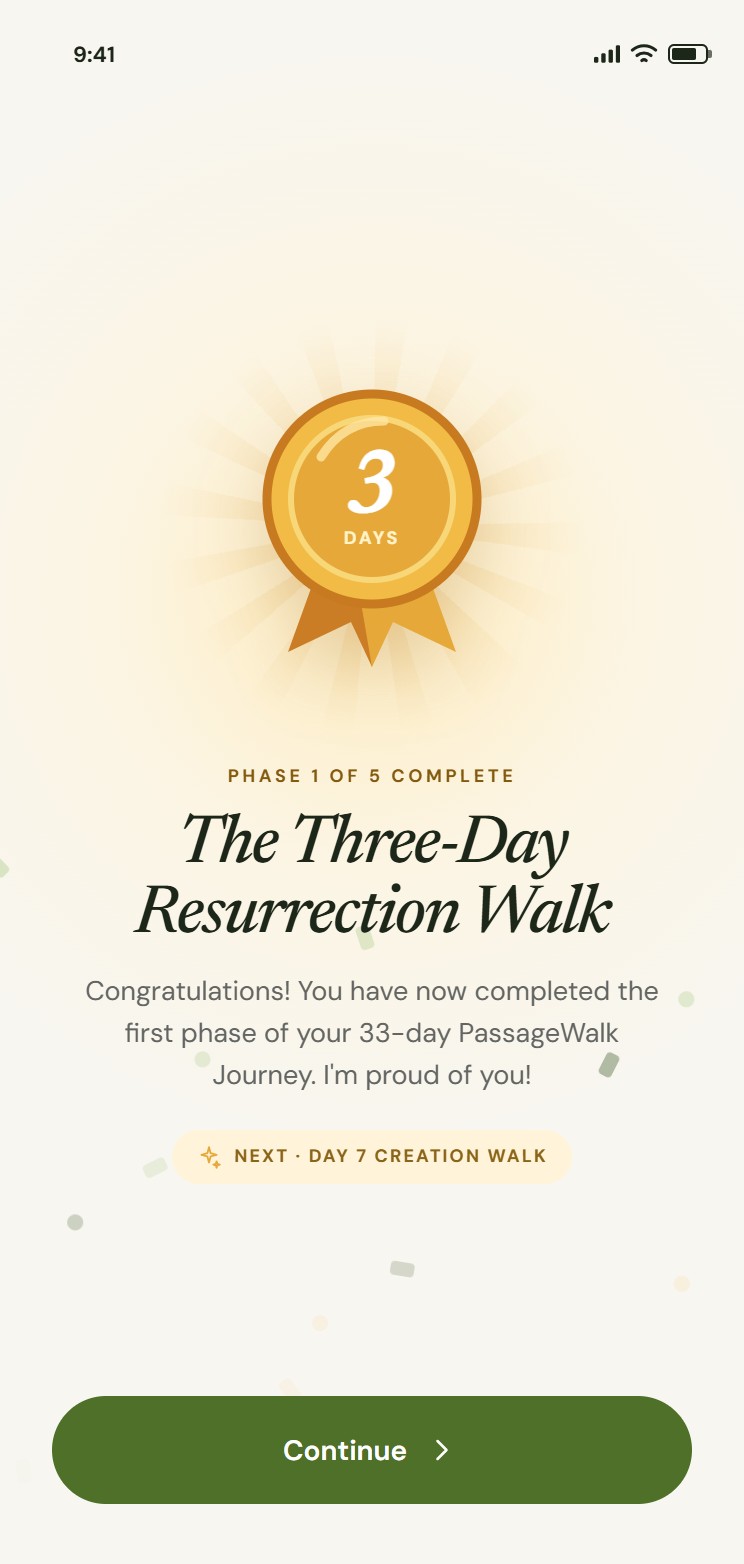 9:41
3
DAYS
PHASE 1 OF 5 COMPLETE
The Three-Day
Resurrection Walk
Congratulations! You have now completed the
first phase of your 33-day PassageWalk
Journey. I'm proud of you!
NEXT · DAY 7 CREATION WALK
Continue